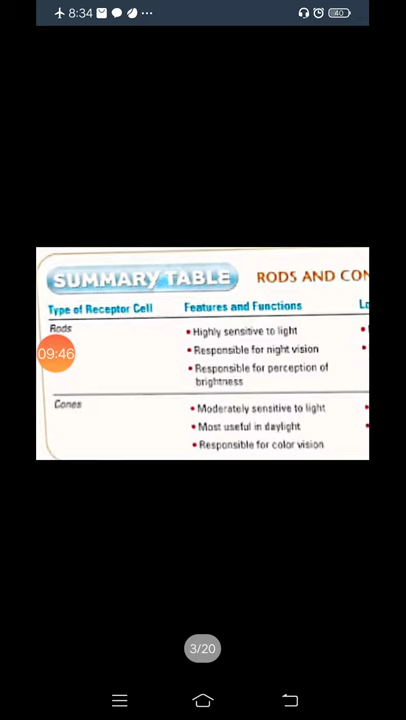 8:34
40
SUMMARY TABLE RODS AND CON
Type of Receptor Cell Features and Functions Lo
Rods
• Highly sensitive to light
• Responsible for night vision
• Responsible for perception of
brightness
09:46
Cones
• Moderately sensitive to light
• Most useful in daylight
• Responsible for color vision
3/20